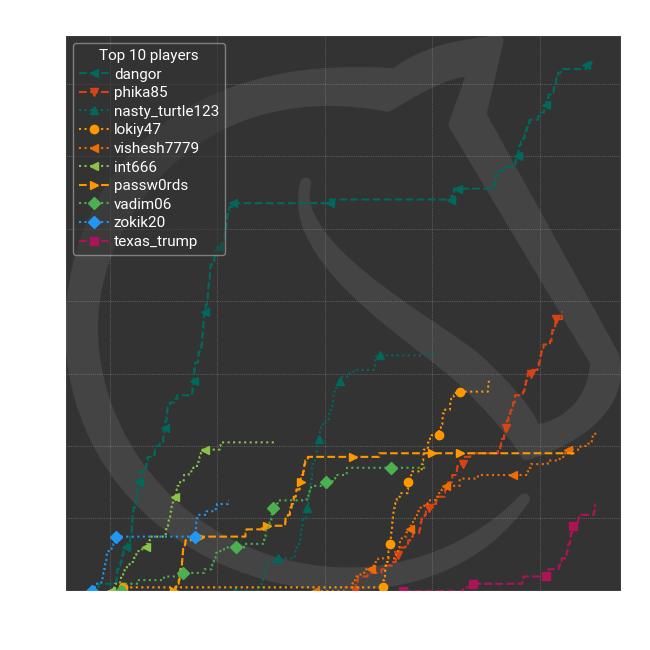 Top 10 players
dangor
phika85
nasty_turtle123
lokiy47
vishesh7779
int666
passw0rds
vadim06
zokik20
texas_trump